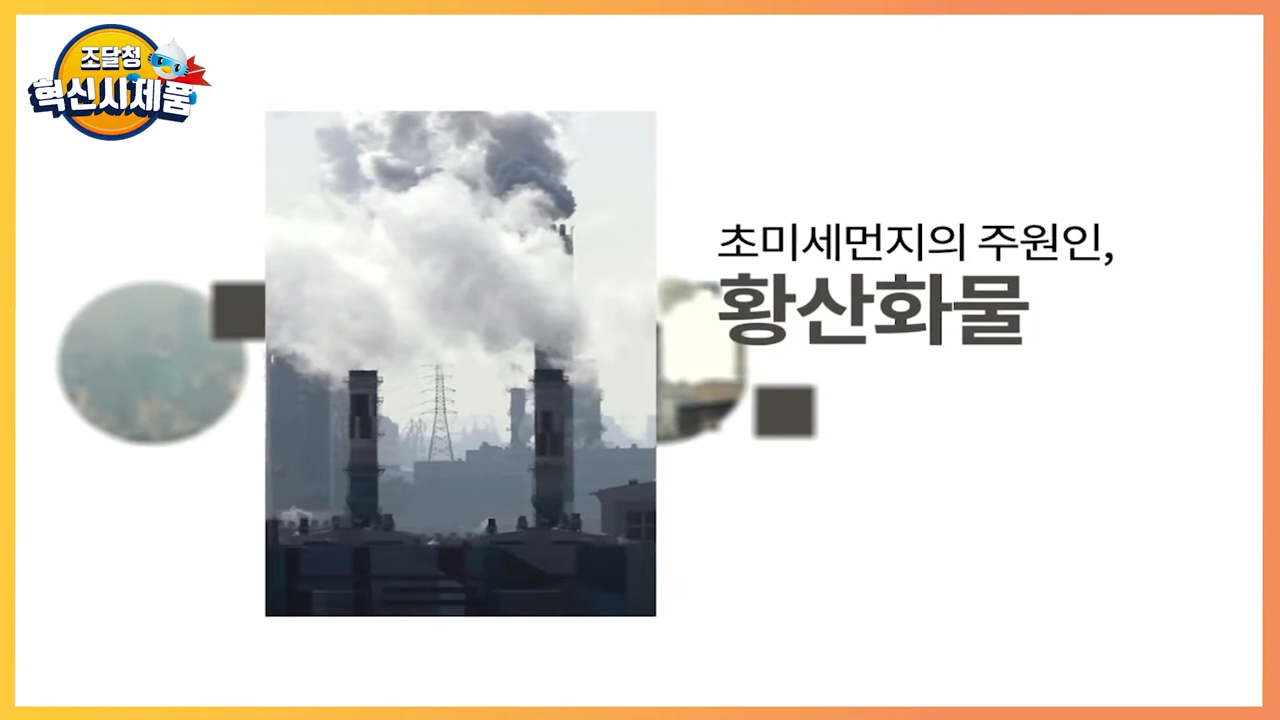 조달청
혁신시제품
초미세먼지의 주원인,
황산화물